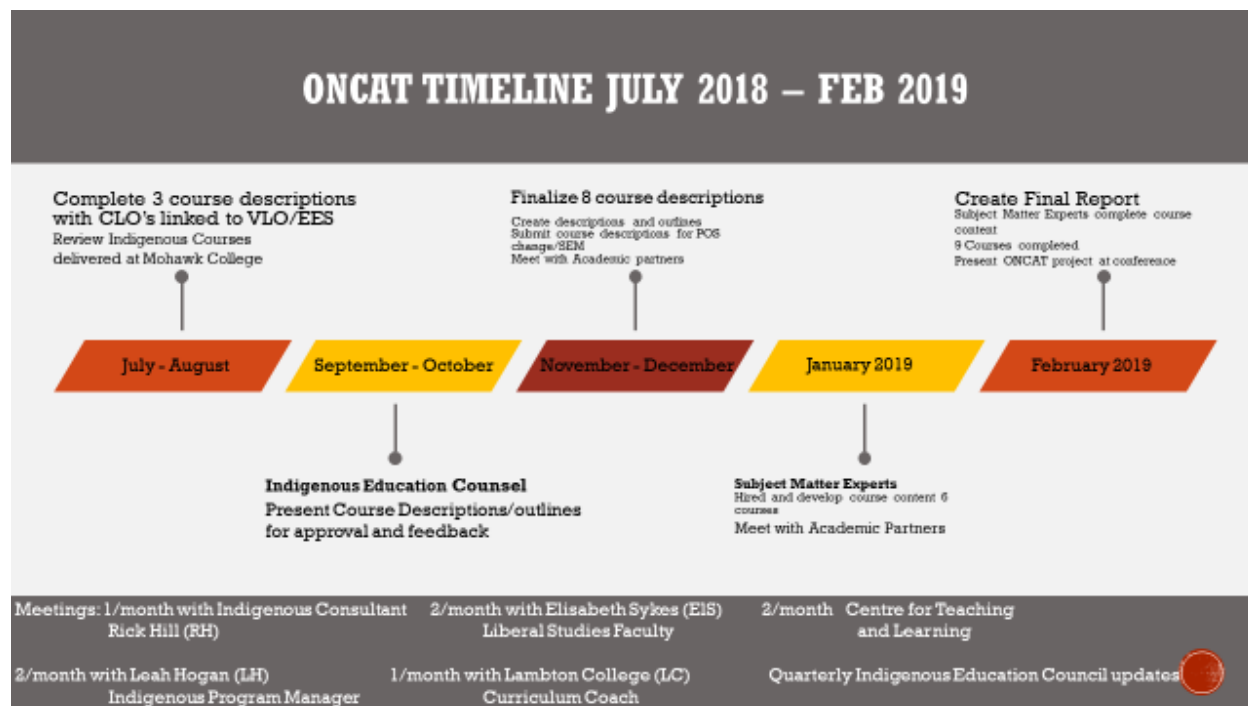 ONCAT TIMELINE JULY 2018 – FEB 2019
Complete 3 course descriptions
with CLO's linked to VLO/EES
Review Indigenous Courses
delivered at Mohawk College
Finalize 8 course descriptions
Create descriptions and outlines
Submit course descriptions for POS
change/SEM
Meet with Academic partners
Create Final Report
Subject Matter Experts complete course
content
9 Courses completed
Present ONCAT project at conference
July - August
September - October
November - December
January 2019
February 2019
Indigenous Education Counsel
Present Course Descriptions/outlines
for approval and feedback
Subject Matter Experts
Hired and develop course content 6
courses
Meet with Academic Partners
Meetings: 1/month with Indigenous Consultant
Rick Hill (RH)
2/month with Elisabeth Sykes (ElS)
Liberal Studies Faculty
2/month Centre for Teaching
and Learning
2/month with Leah Hogan (LH)
Indigenous Program Manager
1/month with Lambton College (LC)
Curriculum Coach
Quarterly Indigenous Education Council updates